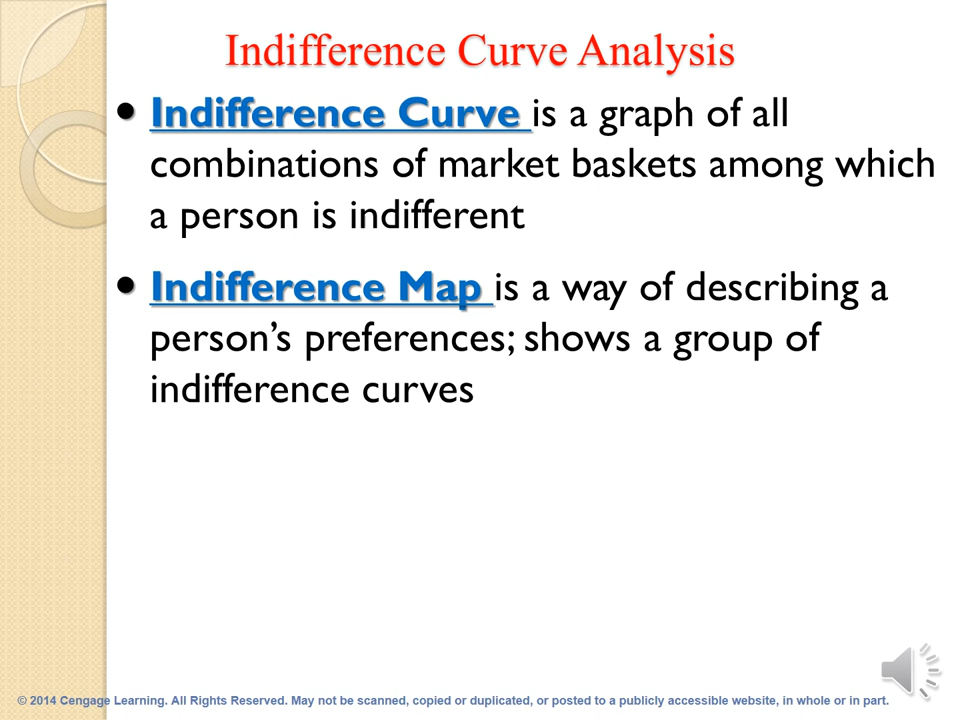 Indifference Curve Analysis
• Indifference Curve is a graph of all
combinations of market baskets among which
a person is indifferent
• Indifference Map is a way of describing a
person’s preferences; shows a group of
indifference curves
© 2014 Cengage Learning. All Rights Reserved. May not be scanned, copied or duplicated, or posted to a publicly accessible website, in whole or in part.